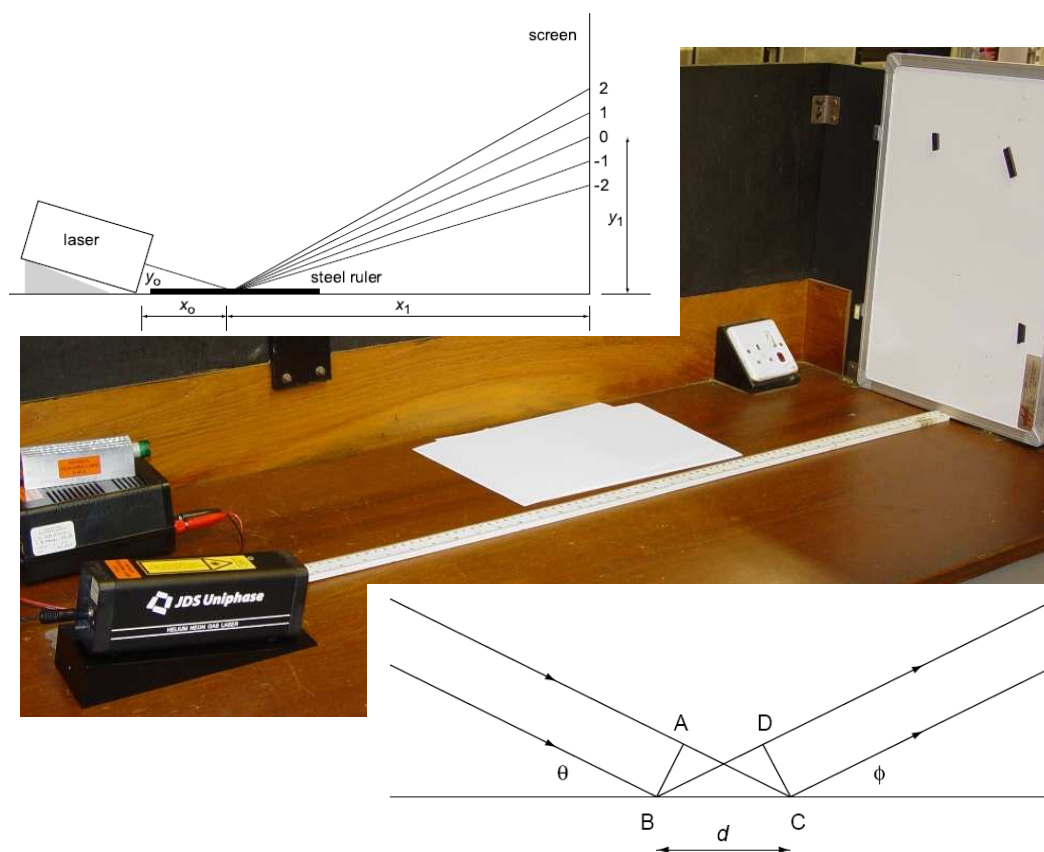 screen
2
1
0
-1
-2
y₁
laser
yₒ
steel ruler
xₒ
x₁
JDS Uniphase
HELIUM NEON GAS LASER
A
D
θ
ϕ
B
C
d